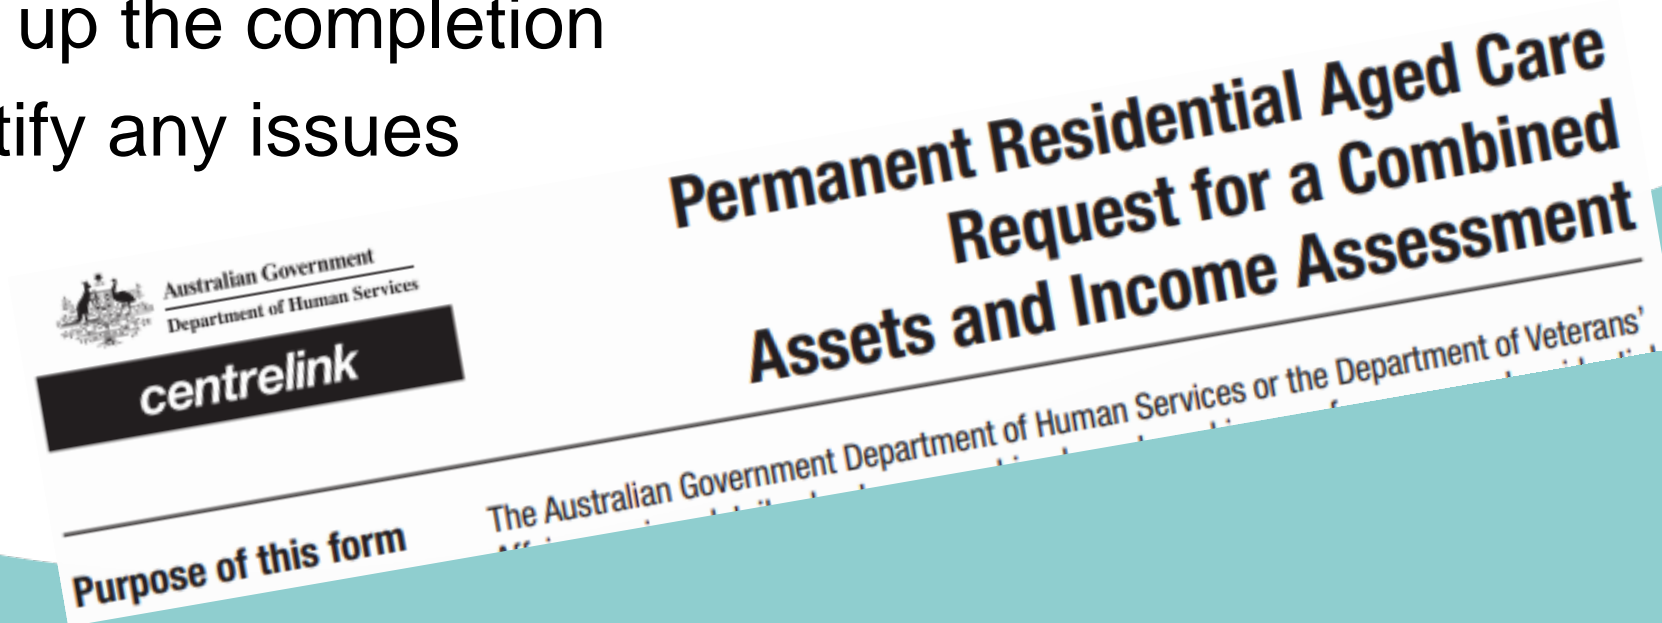 up the completion
tify any issues
Permanent Residential Aged Care
Request for a Combined
Assets and Income Assessment
Australian Government
Department of Human Services
centrelink
Purpose of this form
The Australian Government Department of Human Services or the Department of Veterans’